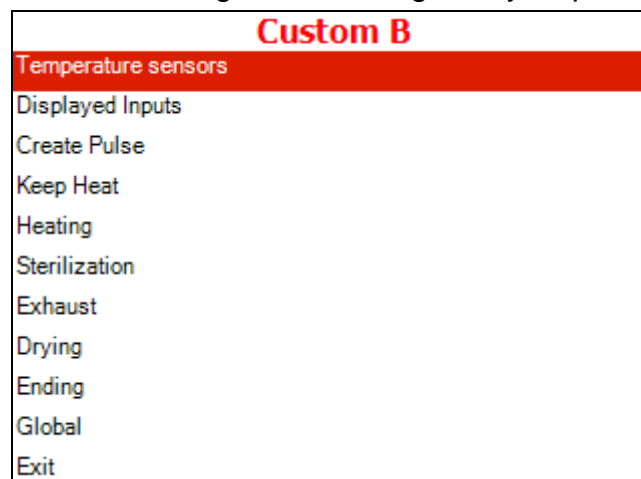 Custom B
Temperature sensors
Displayed Inputs
Create Pulse
Keep Heat
Heating
Sterilization
Exhaust
Drying
Ending
Global
Exit